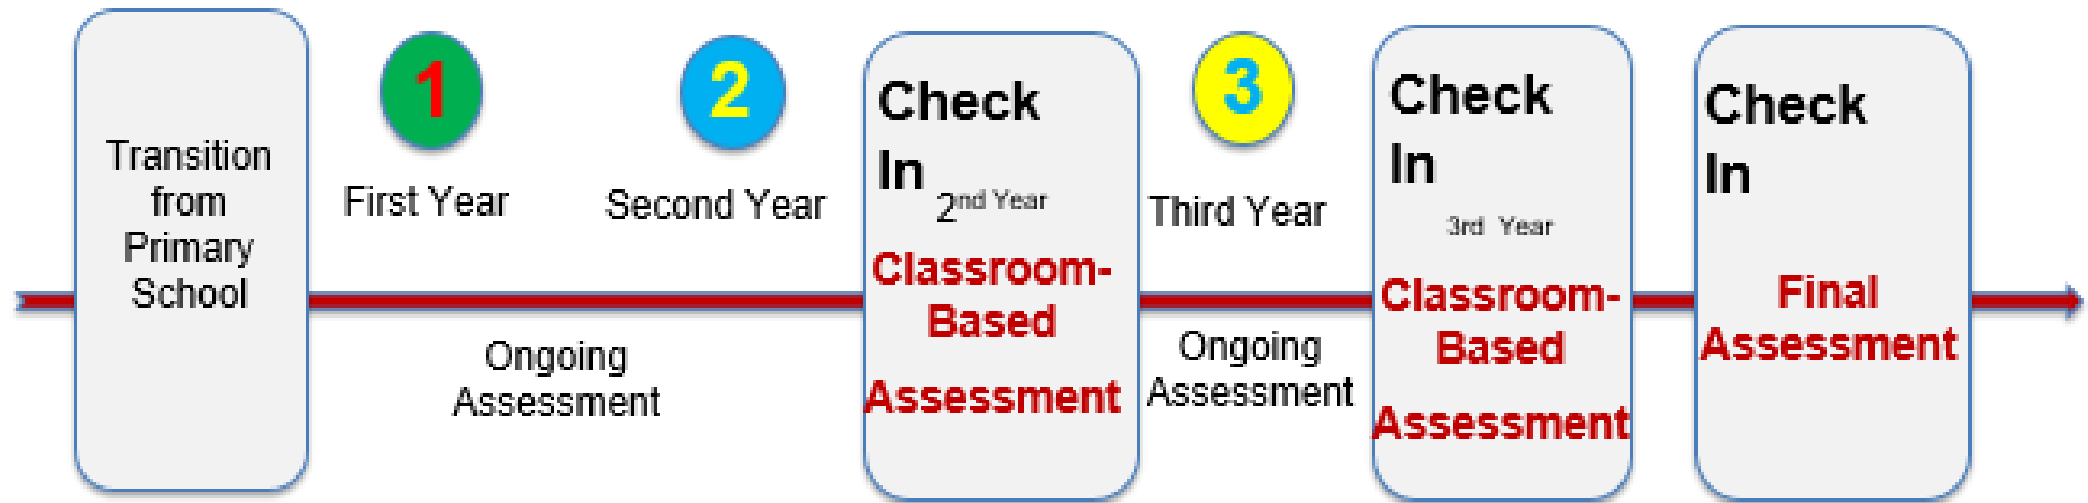 Transition
from
Primary
School
1
First Year
2
Second Year
Ongoing
Assessment
Check
In
2nd Year
Classroom-
Based
Assessment
3
Third Year
Ongoing
Assessment
Check
In
3rd Year
Classroom-
Based
Assessment
Check
In
Final
Assessment